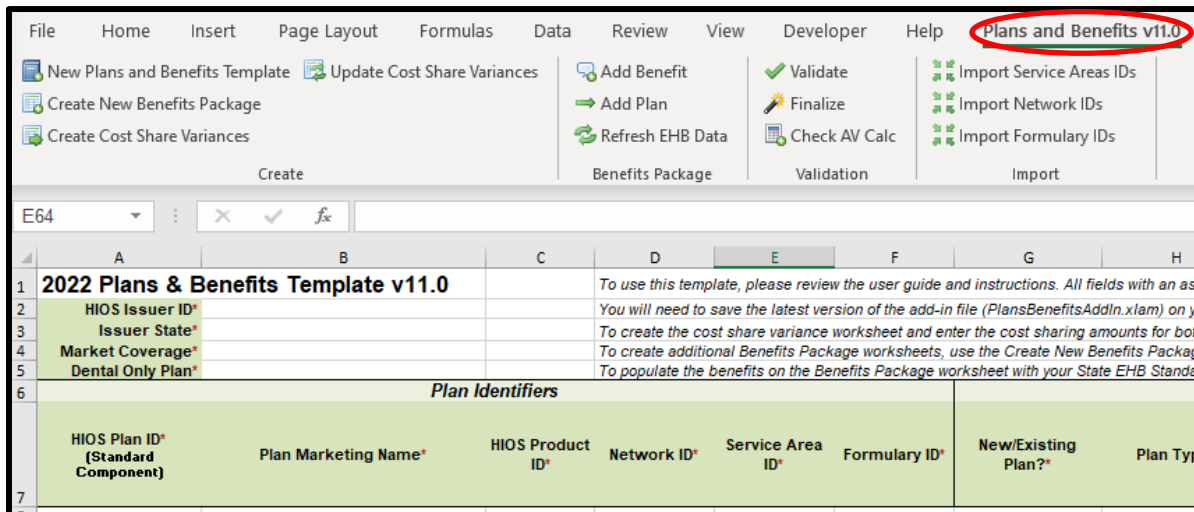 File Home Insert Page Layout Formulas Data Review View Developer Help Plans and Benefits v11.0
New Plans and Benefits Template Update Cost Share Variances Add Benefit Validate Import Service Areas IDs
Create New Benefits Package Add Plan Finalize Import Network IDs
Create Cost Share Variances Refresh EHB Data Check AV Calc Import Formulary IDs
Create Benefits Package Validation Import
E64 fx
A B C D E F G H
1 2022 Plans & Benefits Template v11.0 To use this template, please review the user guide and instructions. All fields with an as
2 HIOS Issuer ID* You will need to save the latest version of the add-in file (PlansBenefitsAddIn.xlam) on y
3 Issuer State* To create the cost share variance worksheet and enter the cost sharing amounts for bot
4 Market Coverage* To create additional Benefits Package worksheets, use the Create New Benefits Packag
5 Dental Only Plan* To populate the benefits on the Benefits Package worksheet with your State EHB Standa
6 Plan Identifiers
7 HIOS Plan ID*
(Standard
Component)
Plan Marketing Name*
HIOS Product
ID*
Network ID*
Service Area
ID*
Formulary ID*
New/Existing
Plan?*
Plan Typ